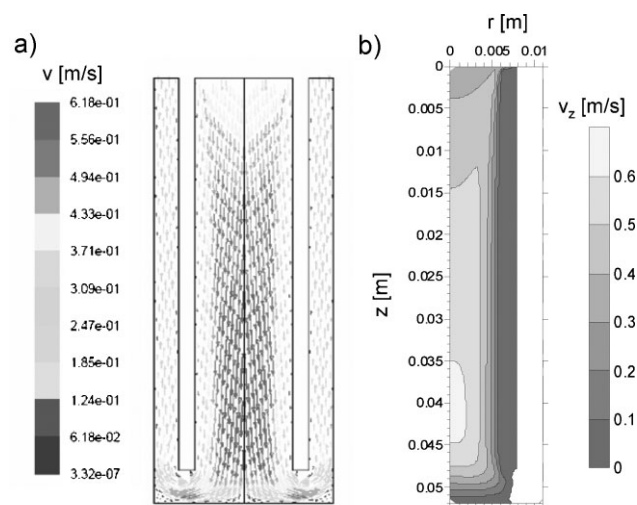 a)
v [m/s]
6.18e-01
5.56e-01
4.94e-01
4.33e-01
3.71e-01
3.09e-01
2.47e-01
1.85e-01
1.24e-01
6.18e-02
3.32e-07
b)
r [m]
0 0.005 0.01
z [m]
0
0.005
0.01
0.015
0.02
0.025
0.03
0.035
0.04
0.045
0.05
v_z [m/s]
0.6
0.5
0.4
0.3
0.2
0.1
0